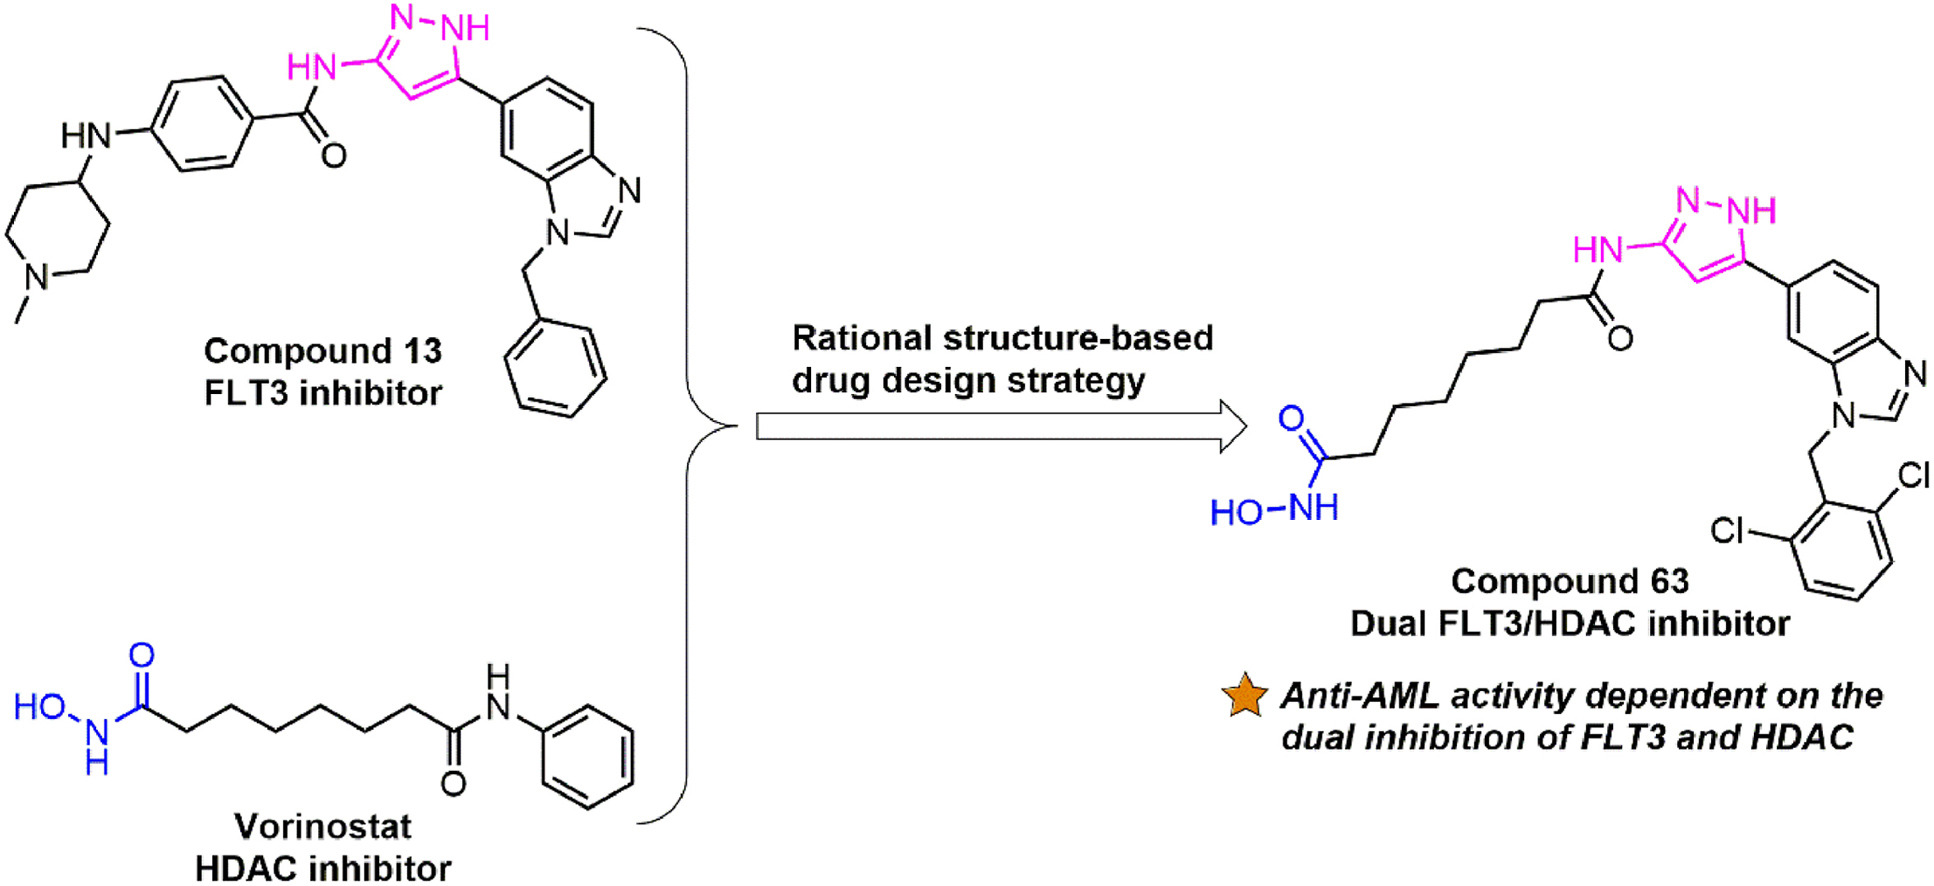 N
NH
HN
O
HN
N
N
N
Compound 13
FLT3 inhibitor
O
HO
N
H
H
N
O
Vorinostat
HDAC inhibitor
Rational structure-based
drug design strategy
N
NH
HN
O
N
N
O
HO
NH
Cl
Cl
Compound 63
Dual FLT3/HDAC inhibitor
Anti-AML activity dependent on the
dual inhibition of FLT3 and HDAC